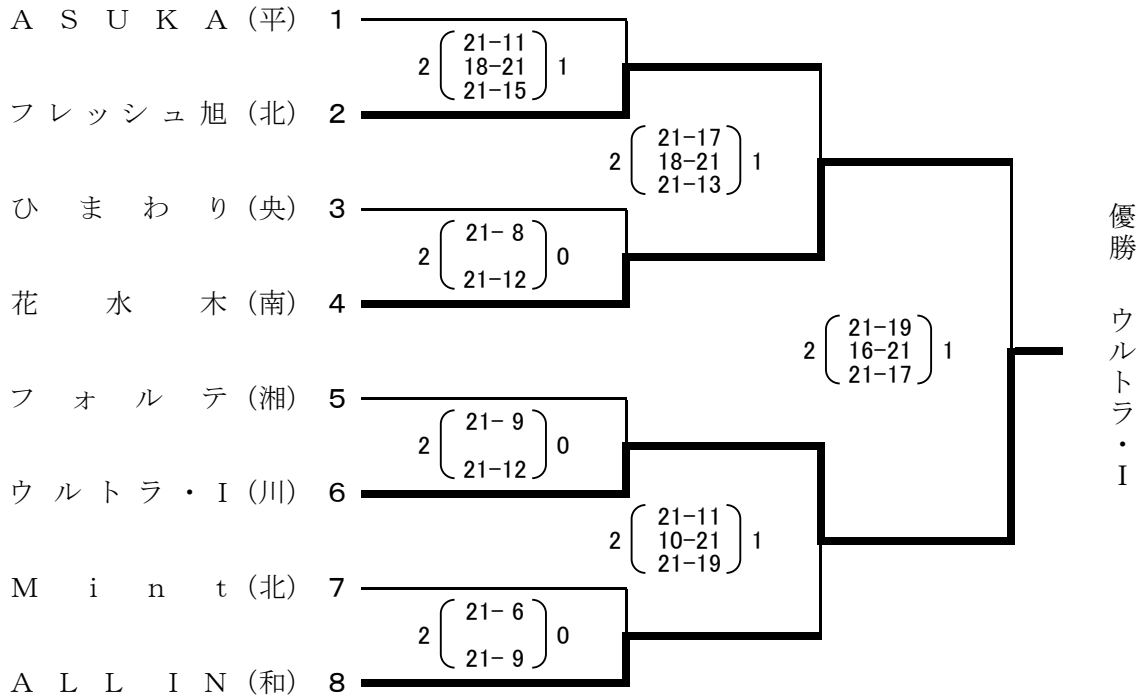 ASUKA(平) 1
2 21-11 1
18-21
21-15
フレッシュ旭(北) 2
2 21-17 1
18-21
21-13
ひまわり(央) 3
2 21- 8 0
21-12
花水木(南) 4
2 21-19 1
16-21
21-17
優勝 ウルトラ・I
フォルテ(湘) 5
2 21- 9 0
21-12
ウルトラ・I(川) 6
2 21-11 1
10-21
21-19
Mint(北) 7
2 21- 6 0
21- 9
ALL IN(和) 8